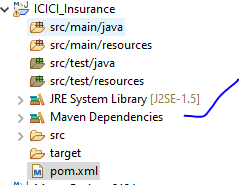 ICICI_Insurance
src/main/java
src/main/resources
src/test/java
src/test/resources
JRE System Library [J2SE-1.5]
Maven Dependencies
src
target
pom.xml